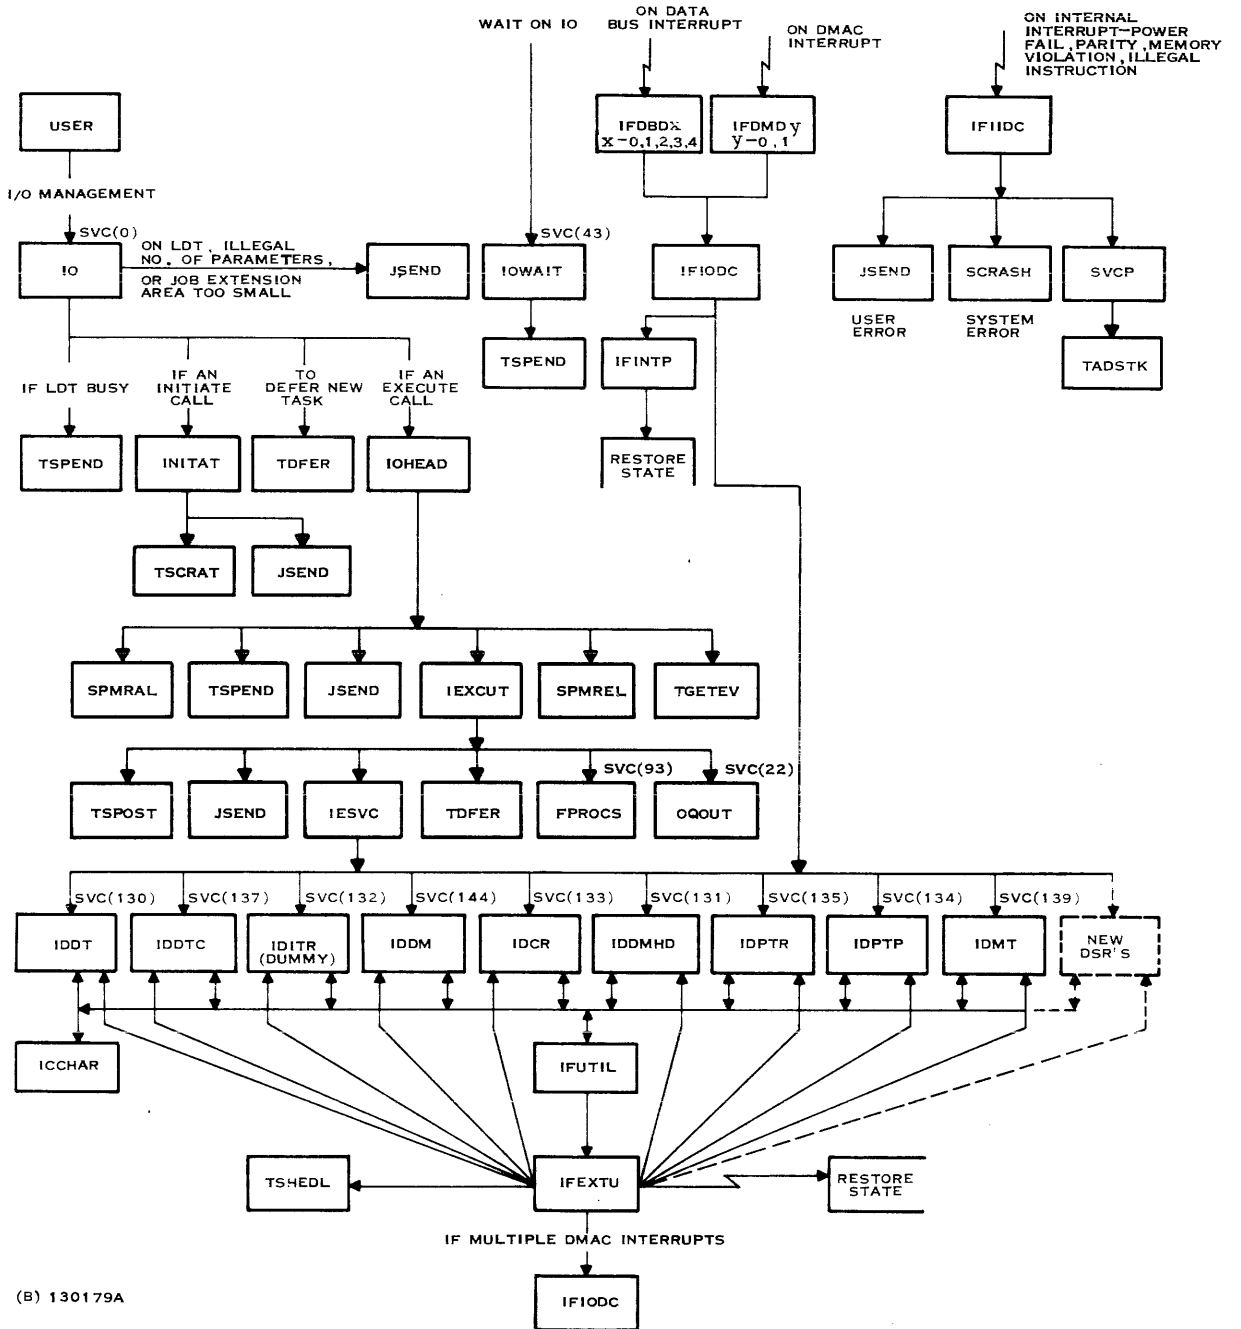 WAIT ON IO
ON DATA
BUS INTERRUPT
ON DMAC
INTERRUPT
ON INTERNAL
INTERRUPT-POWER
FAIL, PARITY, MEMORY
VIOLATION, ILLEGAL
INSTRUCTION
USER
IFDBDX
X-0,1,2,3,4
IFDMDy
y-0,1
IFIIDC
I/O MANAGEMENT
SVC(0)
IO
ON LDT, ILLEGAL
NO. OF PARAMETERS,
OR JOB EXTENSION
AREA TOO SMALL
JSEND
SVC(43)
IOWAIT
IFIODC
JSEND
SCRASH
SVCP
USER
ERROR
SYSTEM
ERROR
TSPEND
IFINTP
TADSTK
IF LDT BUSY
IF AN
INITIATE
CALL
TO
DEFER NEW
TASK
IF AN
EXECUTE
CALL
TSPEND
INITAT
TDFER
IOHEAD
RESTORE
STATE
TSCRAT
JSEND
SPMRAL
TSPEND
JSEND
IEXCUT
SPMREL
TGETEV
SVC(93)
SVC(22)
TSPOST
JSEND
IESVC
TDFER
FPROCS
OQOUT
SVC(130)
SVC(137)
SVC(132)
SVC(144)
SVC(133)
SVC(131)
SVC(135)
SVC(134)
SVC(139)
IDDT
IDDTC
IDITR
(DUMMY)
IDDM
IDCR
IDDMHD
IDPTR
IDPTP
IDMT
NEW
DSR'S
ICCHAR
IFUTIL
TSHEDL
IFEXTU
RESTORE
STATE
IF MULTIPLE DMAC INTERRUPTS
IFIODC
(B) 130179A